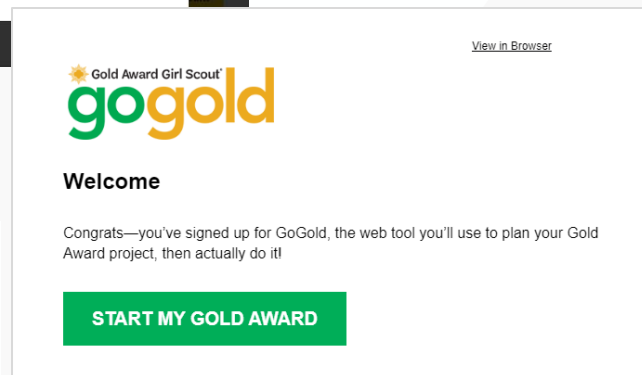 View in Browser
Gold Award Girl Scout®
gogold
Welcome
Congrats—you've signed up for GoGold, the web tool you'll use to plan your Gold
Award project, then actually do it!
START MY GOLD AWARD